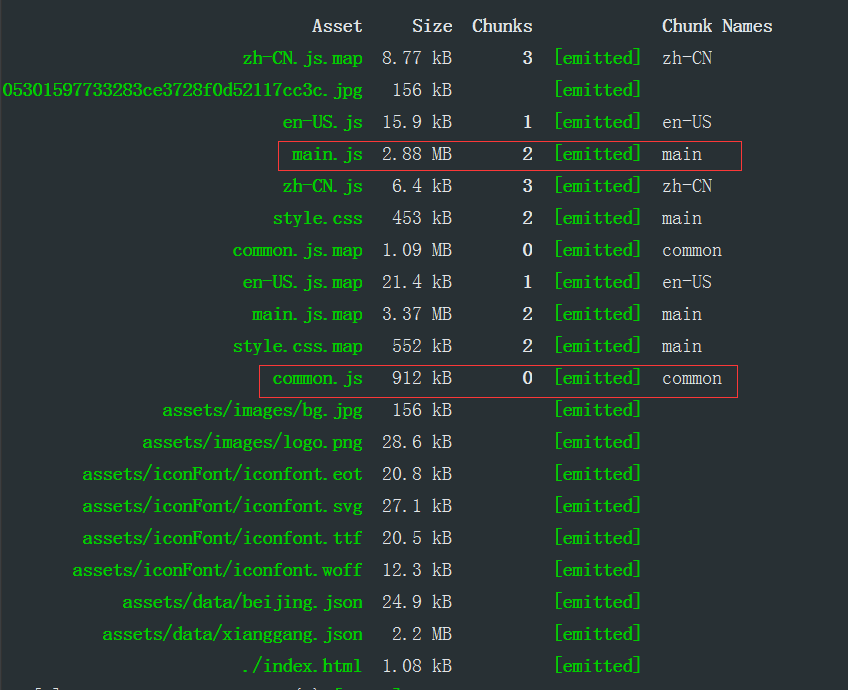 Asset Size Chunks Chunk Names
zh-CN.js.map 8.77 kB 3 [emitted] zh-CN
05301597733283ce3728f0d52117cc3c.jpg 156 kB [emitted]
en-US.js 15.9 kB 1 [emitted] en-US
main.js 2.88 MB 2 [emitted] main
zh-CN.js 6.4 kB 3 [emitted] zh-CN
style.css 453 kB 2 [emitted] main
common.js.map 1.09 MB 0 [emitted] common
en-US.js.map 21.4 kB 1 [emitted] en-US
main.js.map 3.37 MB 2 [emitted] main
style.css.map 552 kB 2 [emitted] main
common.js 912 kB 0 [emitted] common
assets/images/bg.jpg 156 kB [emitted]
assets/images/logo.png 28.6 kB [emitted]
assets/iconFont/iconfont.eot 20.8 kB [emitted]
assets/iconFont/iconfont.svg 27.1 kB [emitted]
assets/iconFont/iconfont.ttf 20.5 kB [emitted]
assets/iconFont/iconfont.woff 12.3 kB [emitted]
assets/data/beijing.json 24.9 kB [emitted]
assets/data/xianggang.json 2.2 MB [emitted]
./index.html 1.08 kB [emitted]